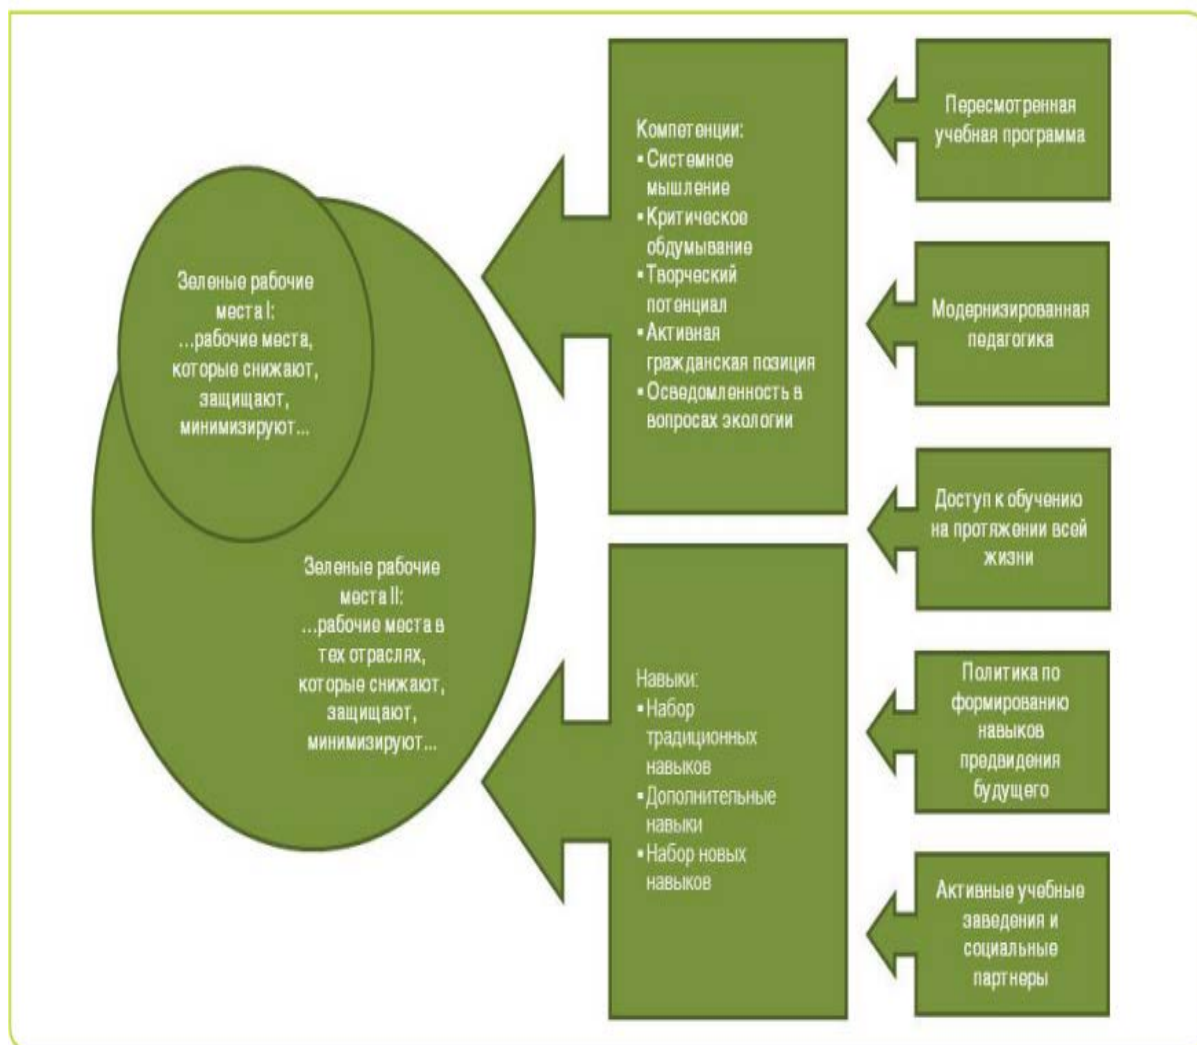 Зеленые рабочие
места I:
...рабочие места,
которые снижают,
защищают,
минимизируют...
Зеленые рабочие
места II:
...рабочие места в
тех отраслях,
которые снижают,
защищают,
минимизируют...
Компетенции:
▪ Системное
мышление
▪ Критическое
обдумывание
▪ Творческий
потенциал
▪ Активная
гражданская позиция
▪ Осведомленность в
вопросах экологии
Навыки:
▪ Набор
традиционных
навыков
▪ Дополнительные
навыки
▪ Набор новых
навыков
Пересмотренная
учебная программа
Модернизированная
педагогика
Доступ к обучению
на протяжении всей
жизни
Политика по
формированию
навыков
предвидения
будущего
Активные учебные
заведения и
социальные
партнеры